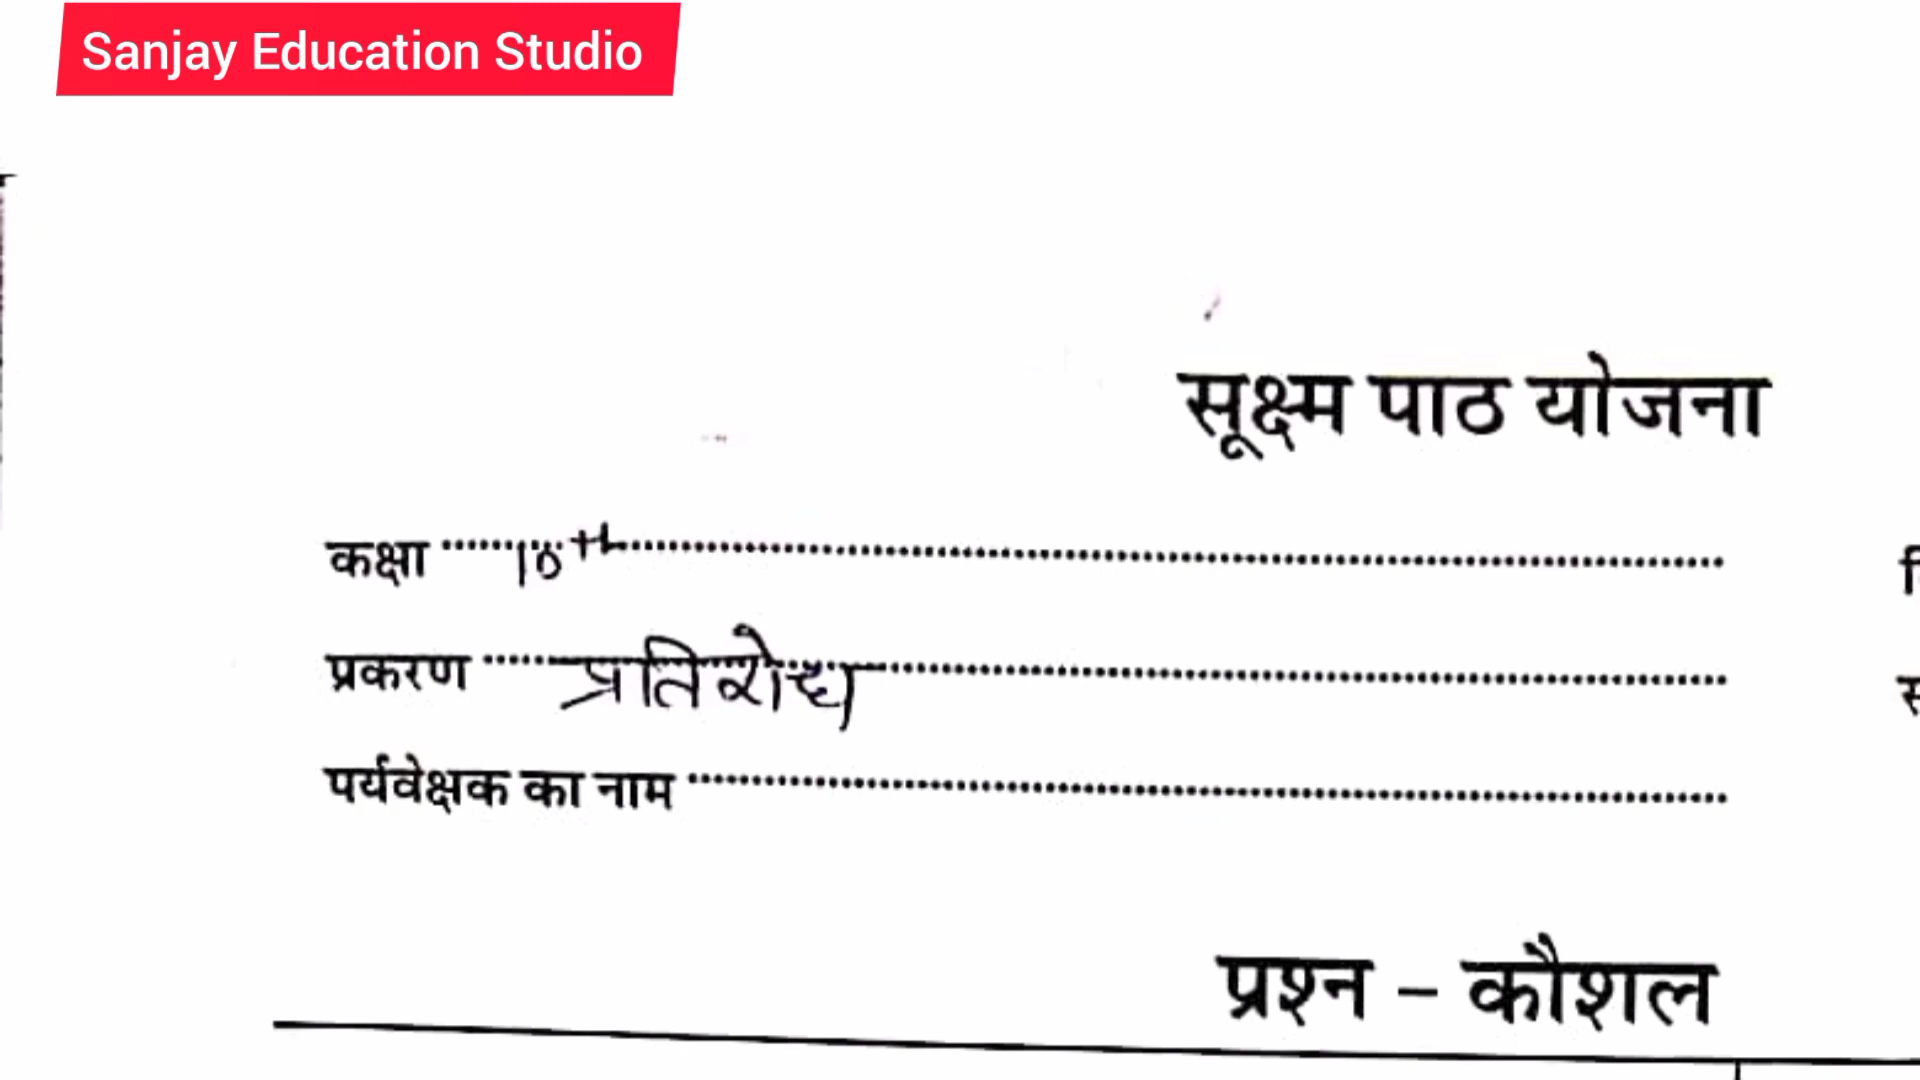 Sanjay Education Studio
सूक्ष्म पाठ योजना
कक्षा 10th
प्रकरण प्रतिरोध
पर्यवेक्षक का नाम
प्रश्न - कौशल